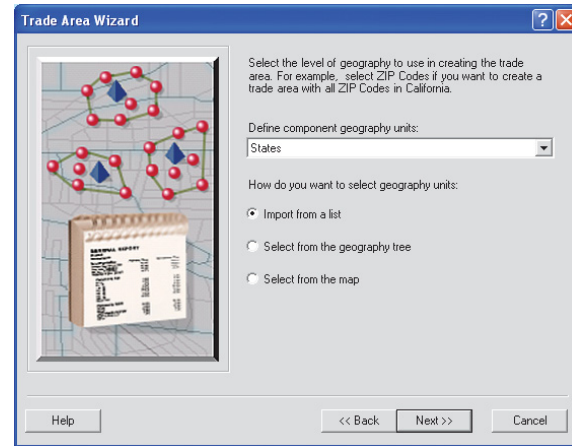 Trade Area Wizard
Select the level of geography to use in creating the trade
area. For example, select ZIP Codes if you want to create a
trade area with all ZIP Codes in California.
Define component geography units:
States
How do you want to select geography units:
Import from a list
Select from the geography tree
Select from the map
Help
<< Back
Next >>
Cancel